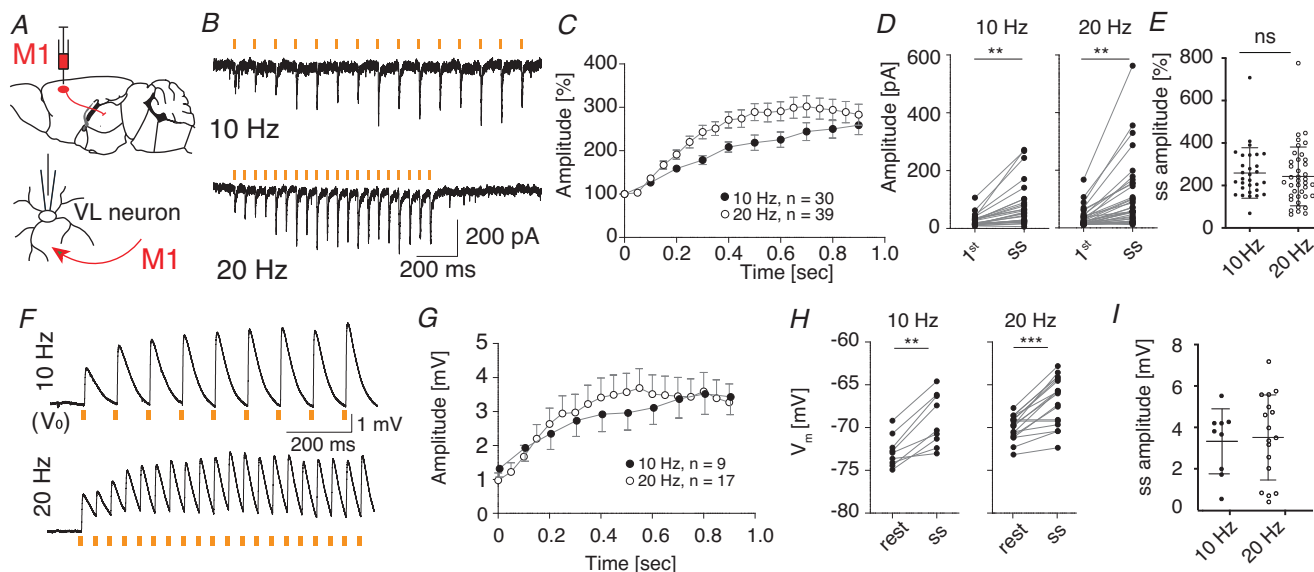 A
M1
VL neuron
M1
B
10 Hz
20 Hz
200 pA
200 ms
C
Amplitude [%]
400
300
200
100
0
10 Hz, n = 30
20 Hz, n = 39
0 0.2 0.4 0.6 0.8 1.0
Time [sec]
D
10 Hz 20 Hz
** **
Amplitude [pA]
600
400
200
0
1st ss 1st ss
E
ns
ss amplitude [%]
800
600
400
200
0
10 Hz 20 Hz
F
10 Hz
(V0)
1 mV
200 ms
20 Hz
G
Amplitude [mV]
5
4
3
2
1
0
10 Hz, n = 9
20 Hz, n = 17
0 0.2 0.4 0.6 0.8 1.0
Time [sec]
H
10 Hz 20 Hz
** ***
Vm [mV]
-60
-65
-70
-75
-80
rest ss rest ss
I
ss amplitude [mV]
8
6
4
2
0
10 Hz 20 Hz